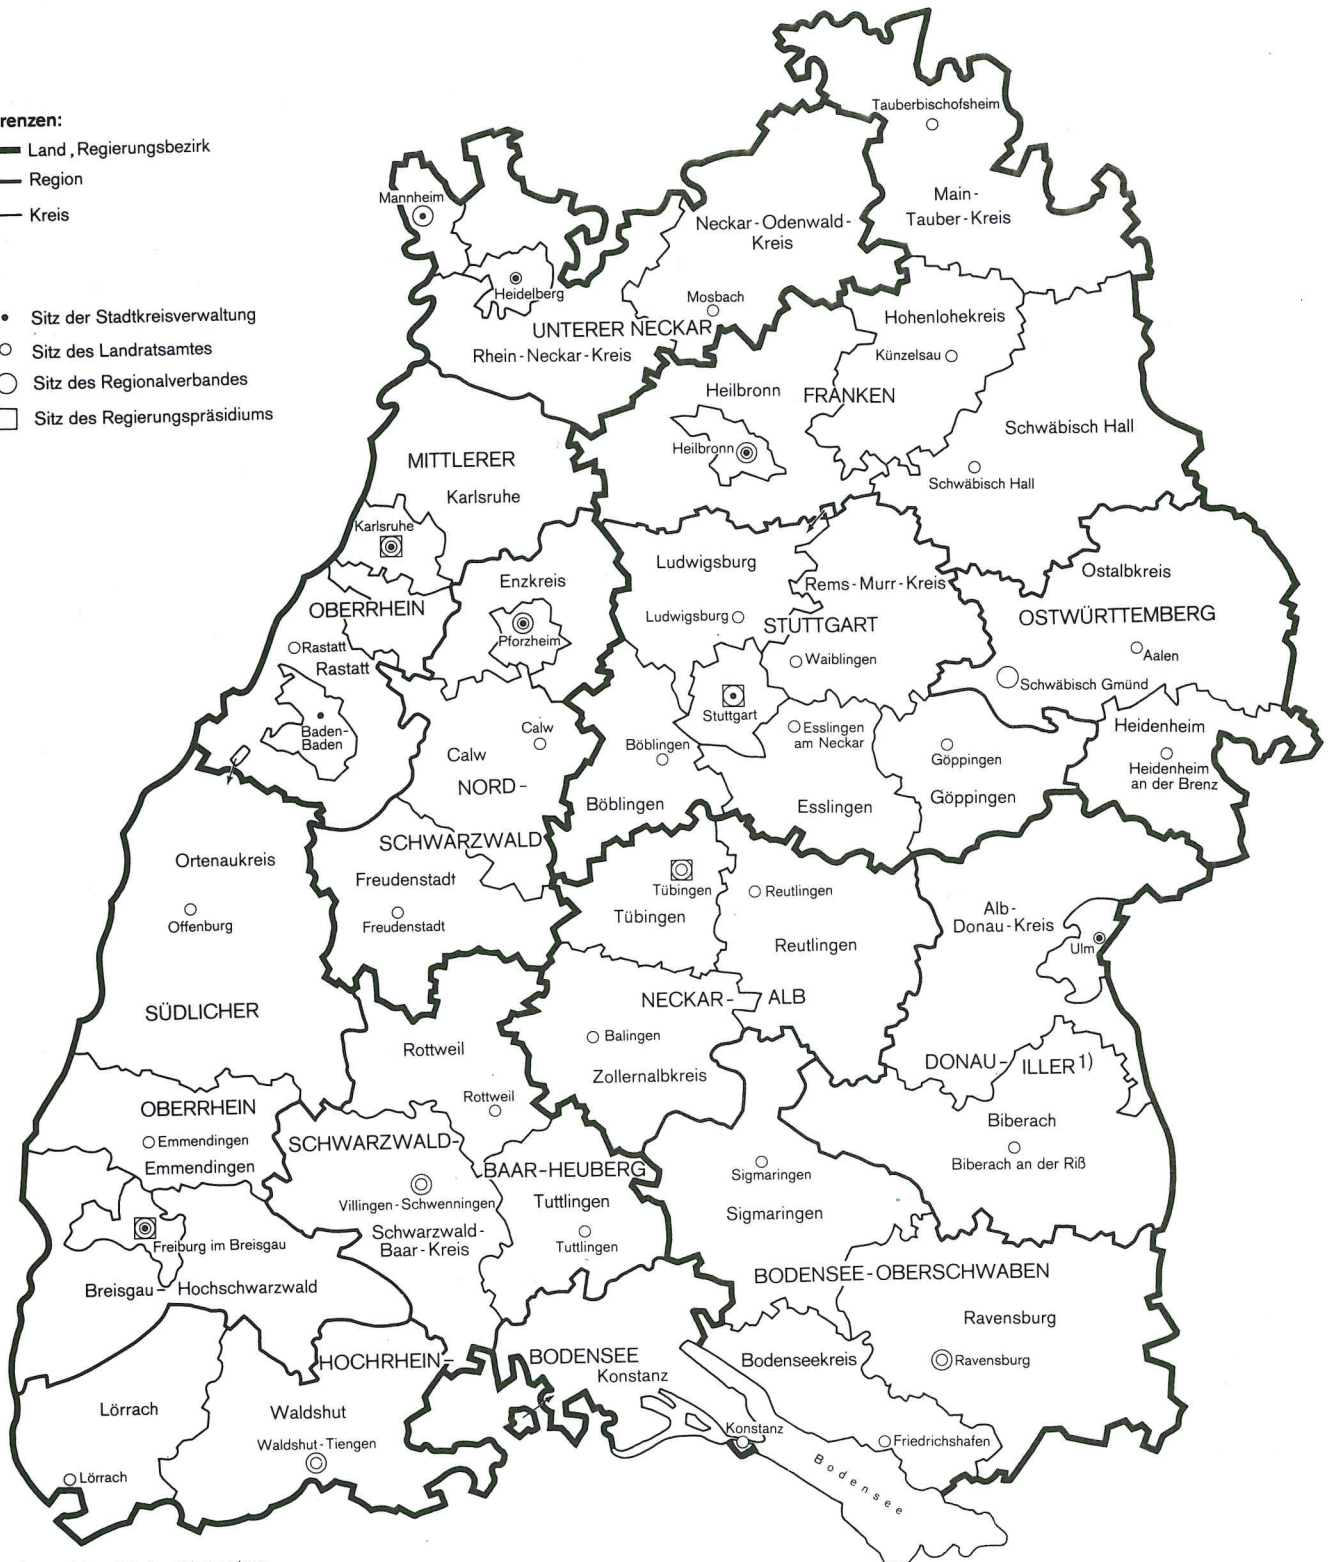 renzen:
Land, Regierungsbezirk
Region
Kreis
Sitz der Stadtkreisverwaltung
Sitz des Landratsamtes
Sitz des Regionalverbandes
Sitz des Regierungspräsidiums
Tauberbischofsheim
Main-
Tauber-Kreis
Mannheim
Neckar-Odenwald-
Kreis
Heidelberg
Mosbach
UNTERER NECKAR
Rhein-Neckar-Kreis
Hohenlohekreis
Künzelsau
Heilbronn
FRANKEN
Heilbronn
Schwäbisch Hall
Schwäbisch Hall
MITTLERER
Karlsruhe
Karlsruhe
OBERRHEIN
Rastatt
Rastatt
Baden-
Baden
Enzkreis
Pforzheim
Ludwigsburg
Ludwigsburg
Rems-Murr-Kreis
STUTTGART
Waiblingen
Stuttgart
Ostalbkreis
OSTWÜRTTEMBERG
Aalen
Schwäbisch Gmünd
Heidenheim
Heidenheim
an der Brenz
Calw
Calw
NORD-
SCHWARZWALD
Freudenstadt
Freudenstadt
Böblingen
Böblingen
Esslingen
am Neckar
Esslingen
Göppingen
Göppingen
Ortenaukreis
Offenburg
SÜDLICHER
OBERRHEIN
Emmendingen
Emmendingen
Tübingen
Tübingen
Reutlingen
Reutlingen
NECKAR-ALB
Balingen
Zollernalbkreis
Alb-
Donau-Kreis
Ulm
DONAU-ILLER1)
Biberach
Biberach an der Riß
Rottweil
Rottweil
SCHWARZWALD-
BAAR-HEUBERG
Villingen-Schwenningen
Schwarzwald-
Baar-Kreis
Tuttlingen
Tuttlingen
Sigmaringen
Sigmaringen
Freiburg im Breisgau
Breisgau-Hochschwarzwald
BODENSEE-OBERSCHWABEN
Ravensburg
Ravensburg
Bodenseekreis
Friedrichshafen
HOCHRHEIN-
BODENSEE
Konstanz
Konstanz
Lörrach
Lörrach
Waldshut
Waldshut-Tiengen
Bodensee